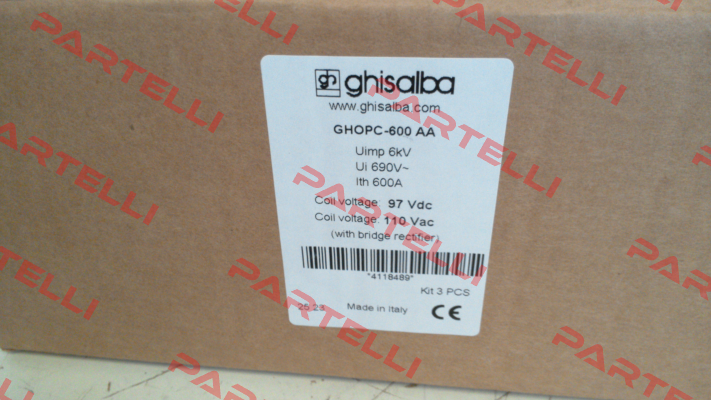 ghisalba
www.ghisalba.com
GHOPC-600 AA
Uimp 6kV
Ui 690V~
Ith 600A
Coil voltage: 97 Vdc
Coil voltage: 110 Vac
(with bridge rectifier)
*4118489*
Kit 3 PCS
25.23 Made in Italy CE
PARTELLI
PARTELLI
PARTELLI
PARTELLI
PARTELLI
PARTELLI
PARTELLI
PARTELLI
PARTELLI